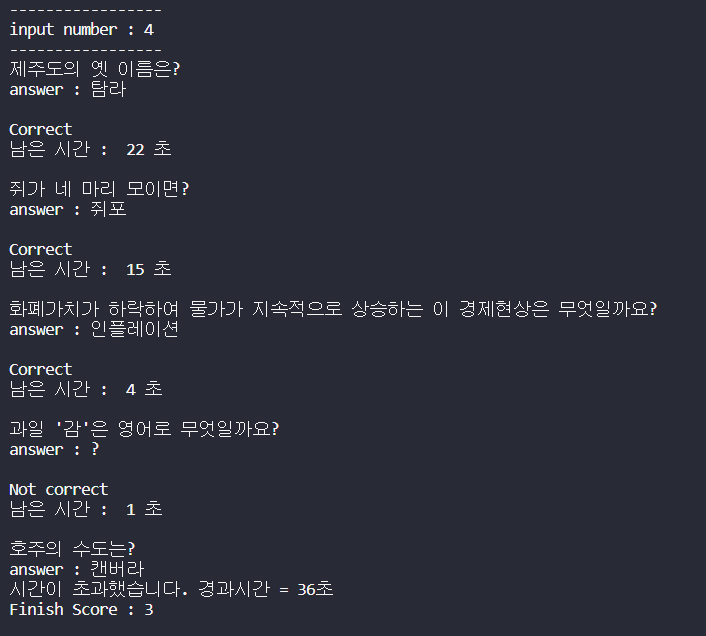 -----------------
input number : 4
-----------------
제주도의 옛 이름은?
answer : 탐라
Correct
남은 시간 :  22 초
쥐가 네 마리 모이면?
answer : 쥐포
Correct
남은 시간 :  15 초
화폐가치가 하락하여 물가가 지속적으로 상승하는 이 경제현상은 무엇일까요?
answer : 인플레이션
Correct
남은 시간 :  4 초
과일 '감'은 영어로 무엇일까요?
answer : ?
Not correct
남은 시간 :  1 초
호주의 수도는?
answer : 캔버라
시간이 초과했습니다. 경과시간 = 36초
Finish Score : 3